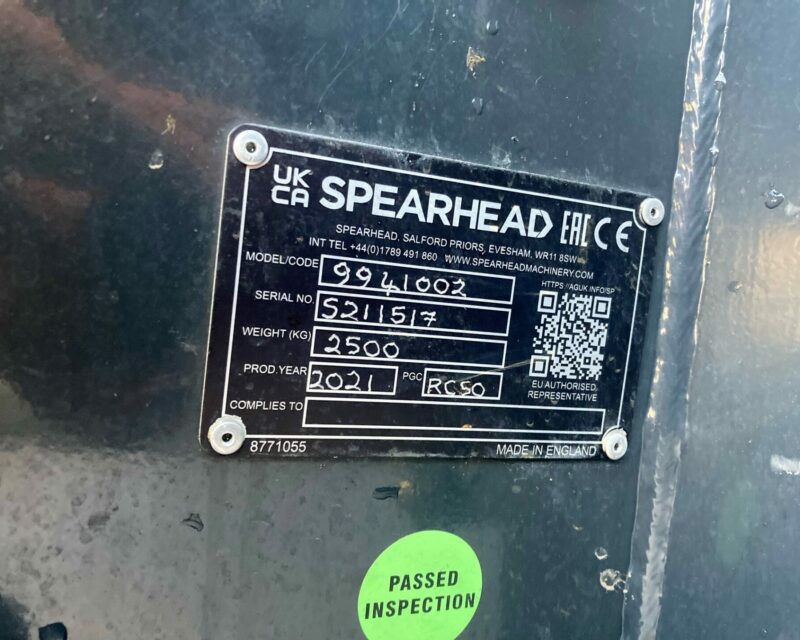 UK CA SPEARHEAD EAC CE
SPEARHEAD, SALFORD PRIORS, EVESHAM, WR11 8SW
INT TEL +44(0)1789 491 860 WWW.SPEARHEADMACHINERY.COM
MODEL/CODE 9941002
HTTPS://AGUK.INFO/SP
SERIAL NO. S211517
WEIGHT (KG) 2500
PROD.YEAR 2021 PGC RC50
EU AUTHORISED
REPRESENTATIVE
COMPLIES TO
8771055 MADE IN ENGLAND
PASSED
INSPECTION